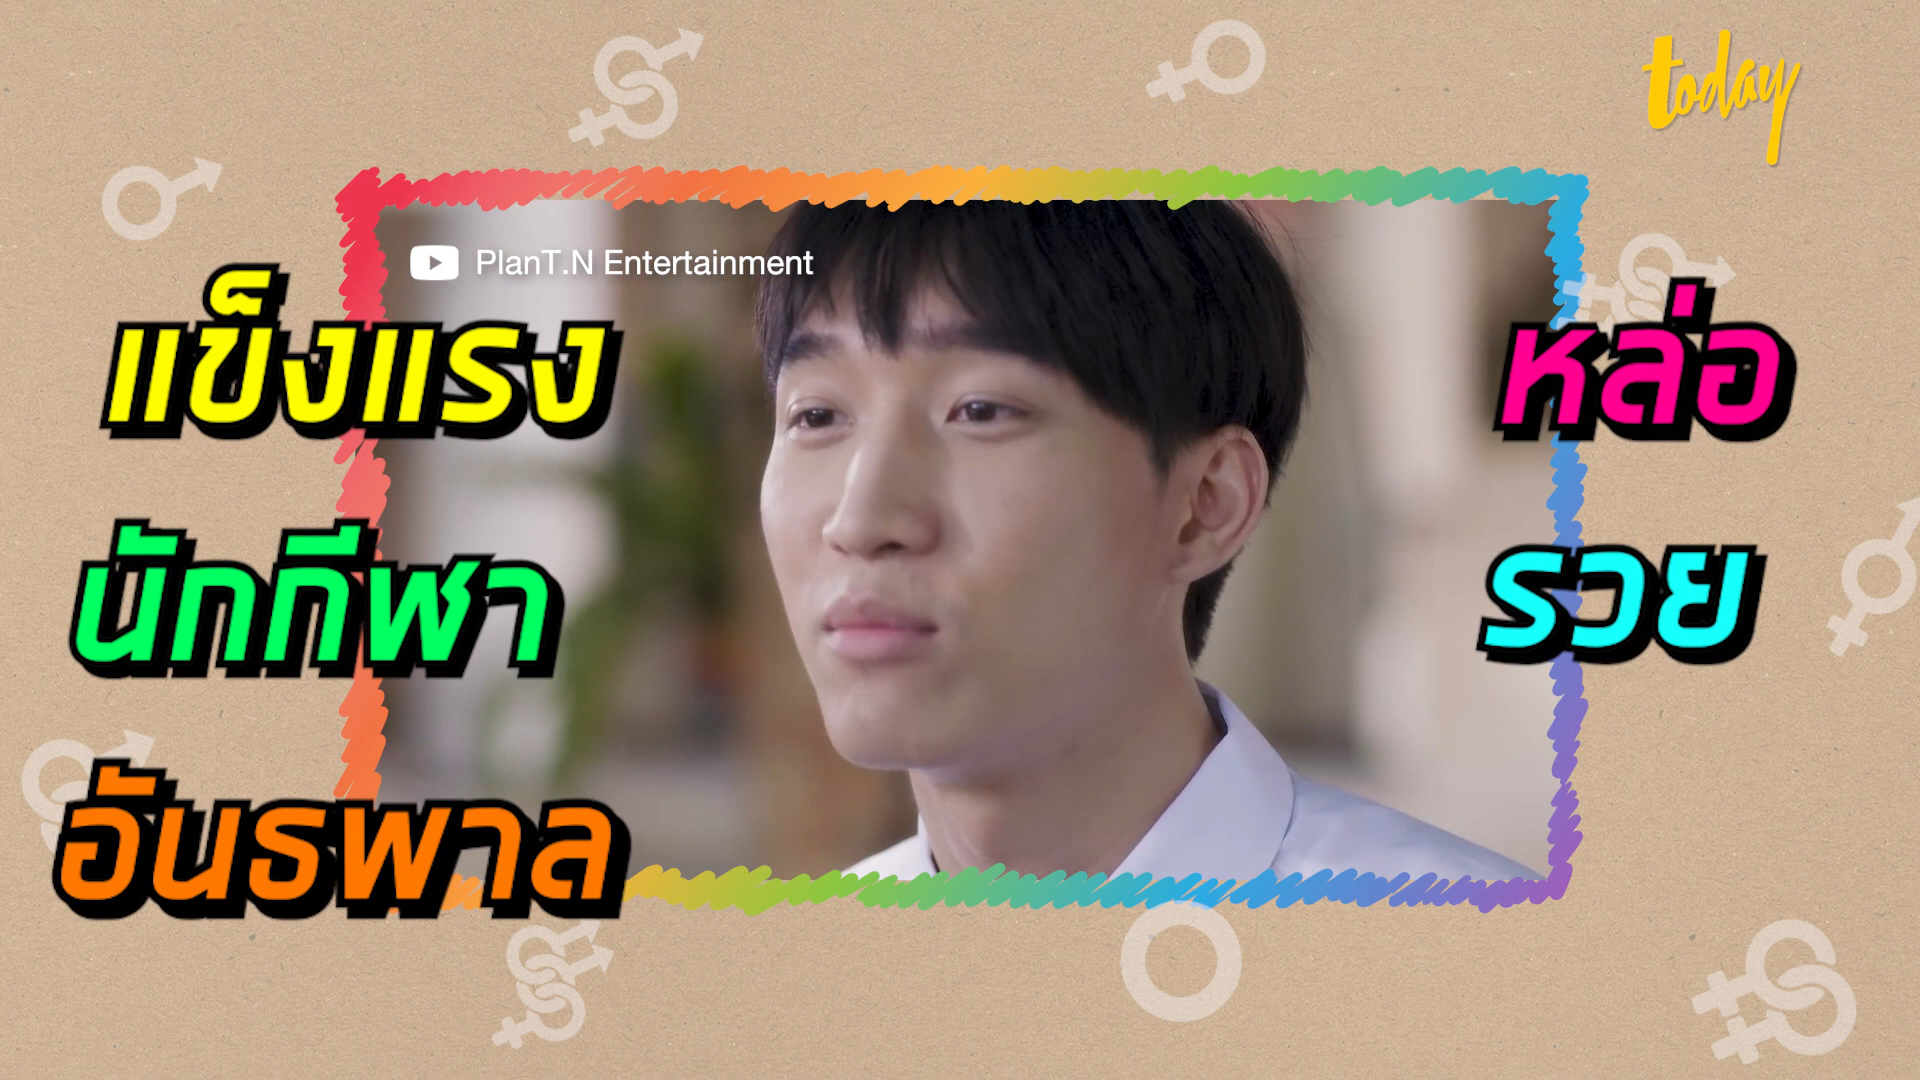 today
PlanT.N Entertainment
แข็งแรง
หล่อ
นักกีฬา
รวย
อันธพาล